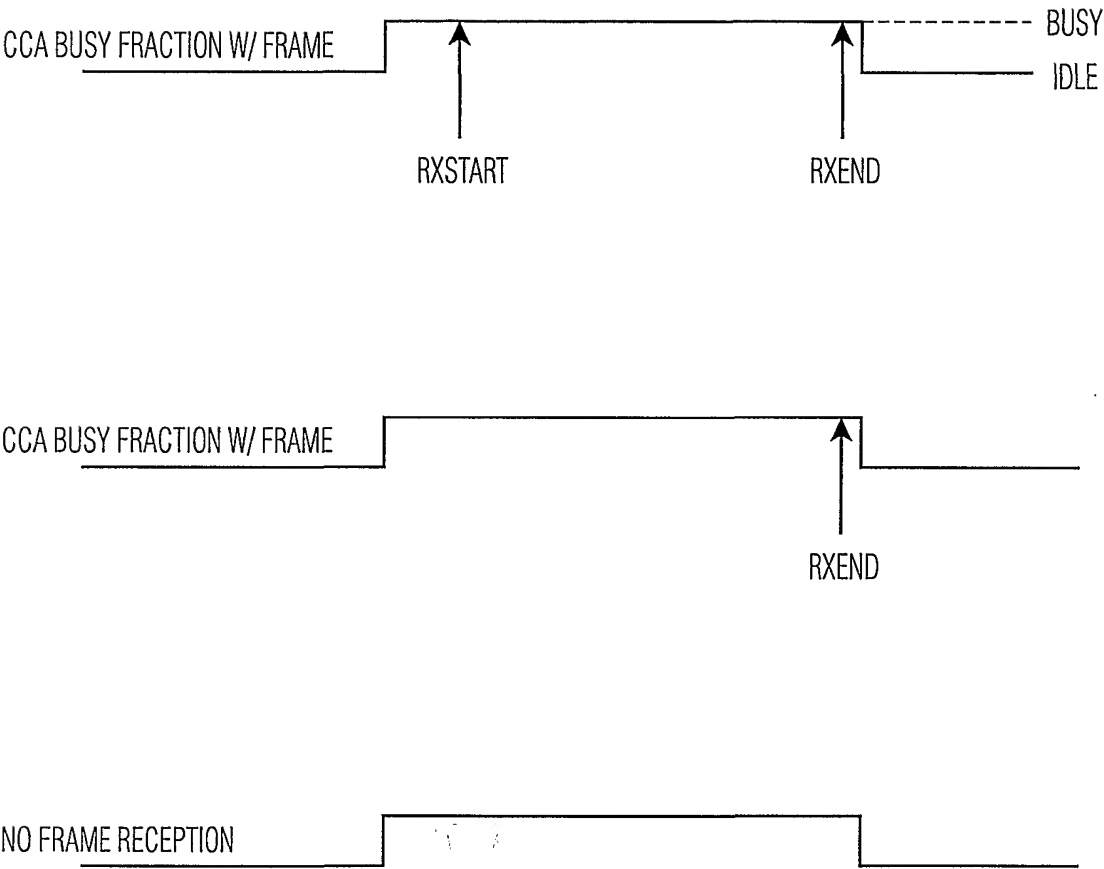 BUSY
CCA BUSY FRACTION W/ FRAME
IDLE
RXSTART
RXEND
CCA BUSY FRACTION W/ FRAME
RXEND
NO FRAME RECEPTION